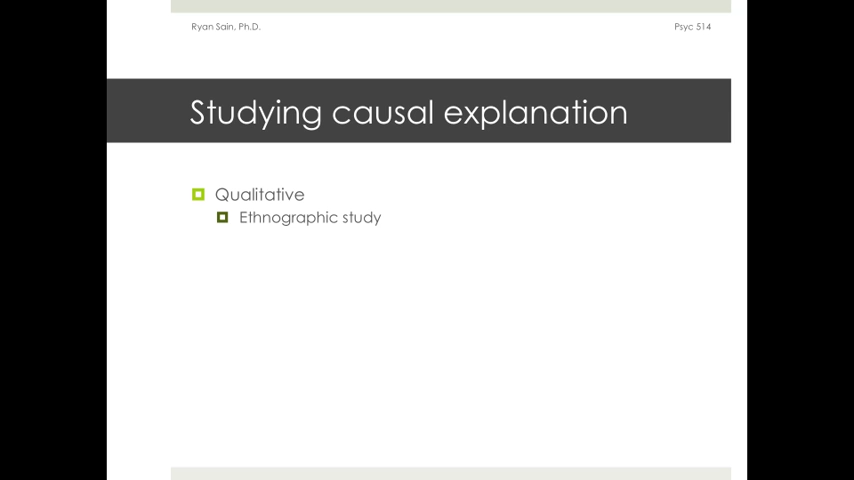 Ryan Sain, Ph.D.
Psyc 514
Studying causal explanation
Qualitative
Ethnographic study